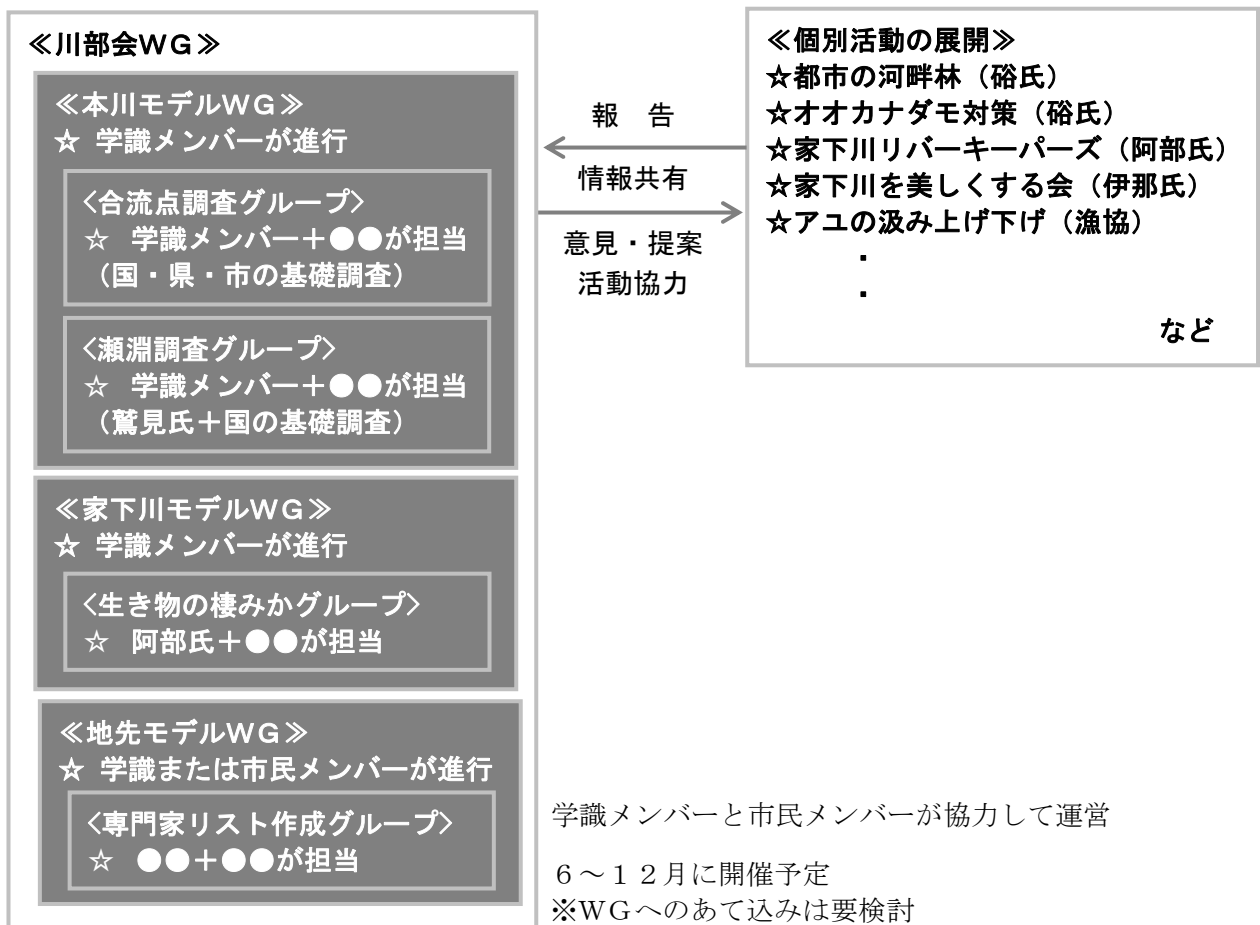 ≪川部会ＷＧ≫
≪本川モデルＷＧ≫
☆ 学識メンバーが進行
<合流点調査グループ>
☆ 学識メンバー＋●●が担当
（国・県・市の基礎調査）
<瀬淵調査グループ>
☆ 学識メンバー＋●●が担当
（鷲見氏＋国の基礎調査）
≪家下川モデルＷＧ≫
☆ 学識メンバーが進行
<生き物の棲みかグループ>
☆ 阿部氏＋●●が担当
≪地先モデルＷＧ≫
☆ 学識または市民メンバーが進行
<専門家リスト作成グループ>
☆ ●●＋●●が担当
報　告
情報共有
意見・提案
活動協力
≪個別活動の展開≫
☆都市の河畔林（硲氏）
☆オオカナダモ対策（硲氏）
☆家下川リバーキーパーズ（阿部氏）
☆家下川を美しくする会（伊那氏）
☆アユの汲み上げ下げ（漁協）
・
・
など
学識メンバーと市民メンバーが協力して運営
６～１２月に開催予定
※ＷＧへのあて込みは要検討